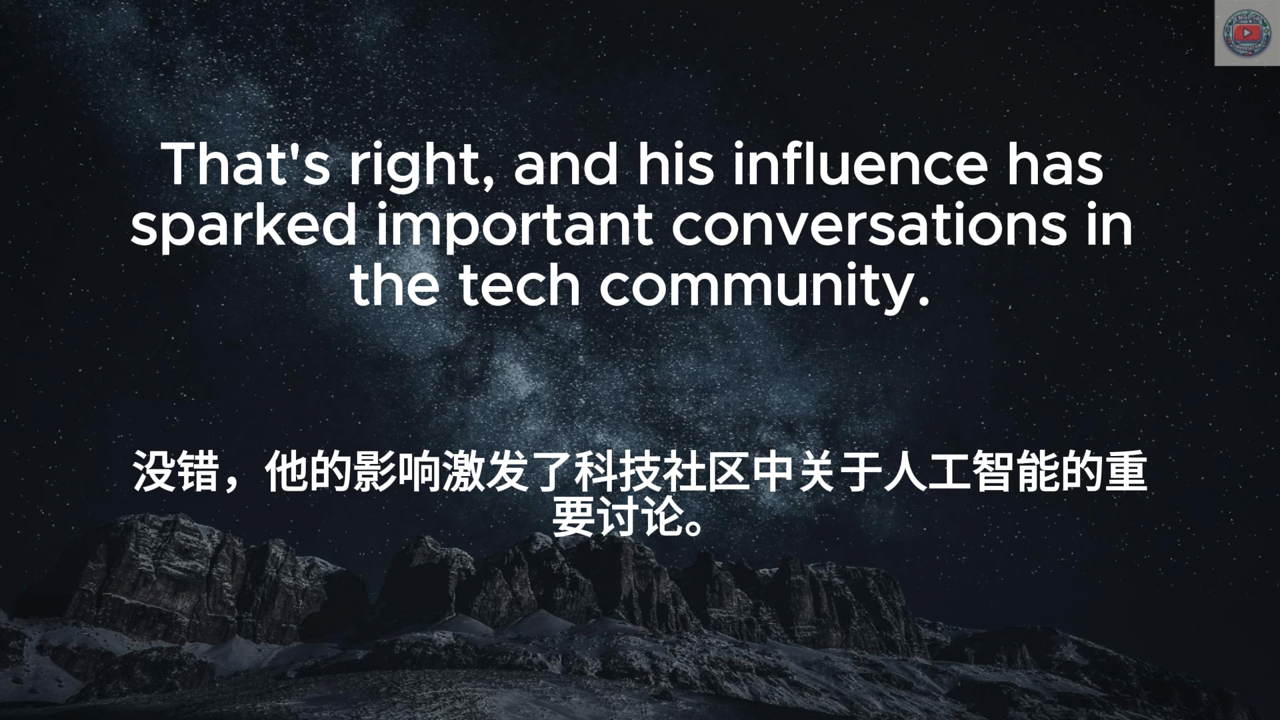 That's right, and his influence has
sparked important conversations in
the tech community.
没错，他的影响激发了科技社区中关于人工智能的重
要讨论。